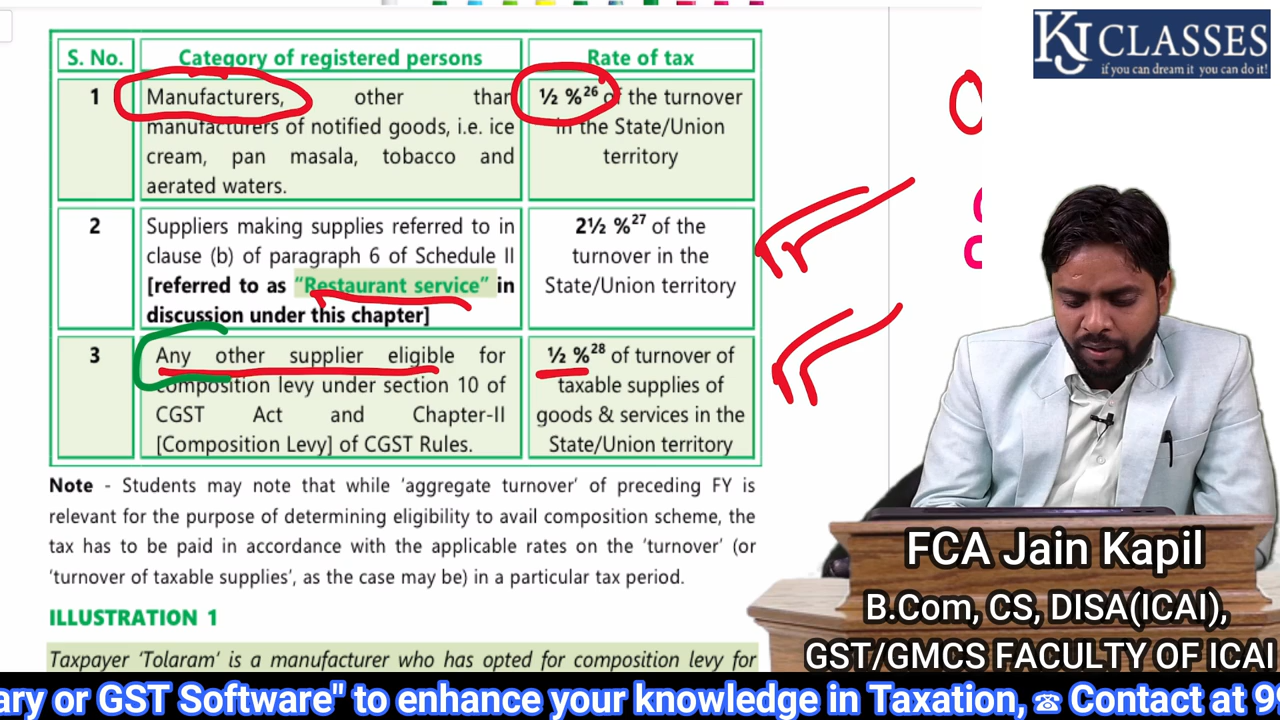 KJ CLASSES
if you can dream it you can do it!
S. No. Category of registered persons Rate of tax
1 Manufacturers, other than ½ %26 of the turnover
manufacturers of notified goods, i.e. ice in the State/Union
cream, pan masala, tobacco and territory
aerated waters.
2 Suppliers making supplies referred to in 2½ %27 of the
clause (b) of paragraph 6 of Schedule II turnover in the
[referred to as “Restaurant service” in State/Union territory
discussion under this chapter]
3 Any other supplier eligible for ½ %28 of turnover of
composition levy under section 10 of taxable supplies of
CGST Act and Chapter-II goods & services in the
[Composition Levy] of CGST Rules. State/Union territory
Note - Students may note that while ‘aggregate turnover’ of preceding FY is
relevant for the purpose of determining eligibility to avail composition scheme, the
tax has to be paid in accordance with the applicable rates on the ‘turnover’ (or
‘turnover of taxable supplies’, as the case may be) in a particular tax period.
ILLUSTRATION 1
Taxpayer ‘Tolaram’ is a manufacturer who has opted for composition levy for
FCA Jain Kapil
B.Com, CS, DISA(ICAI),
GST/GMCS FACULTY OF ICAI
ary or GST Software" to enhance your knowledge in Taxation, ☎ Contact at 9